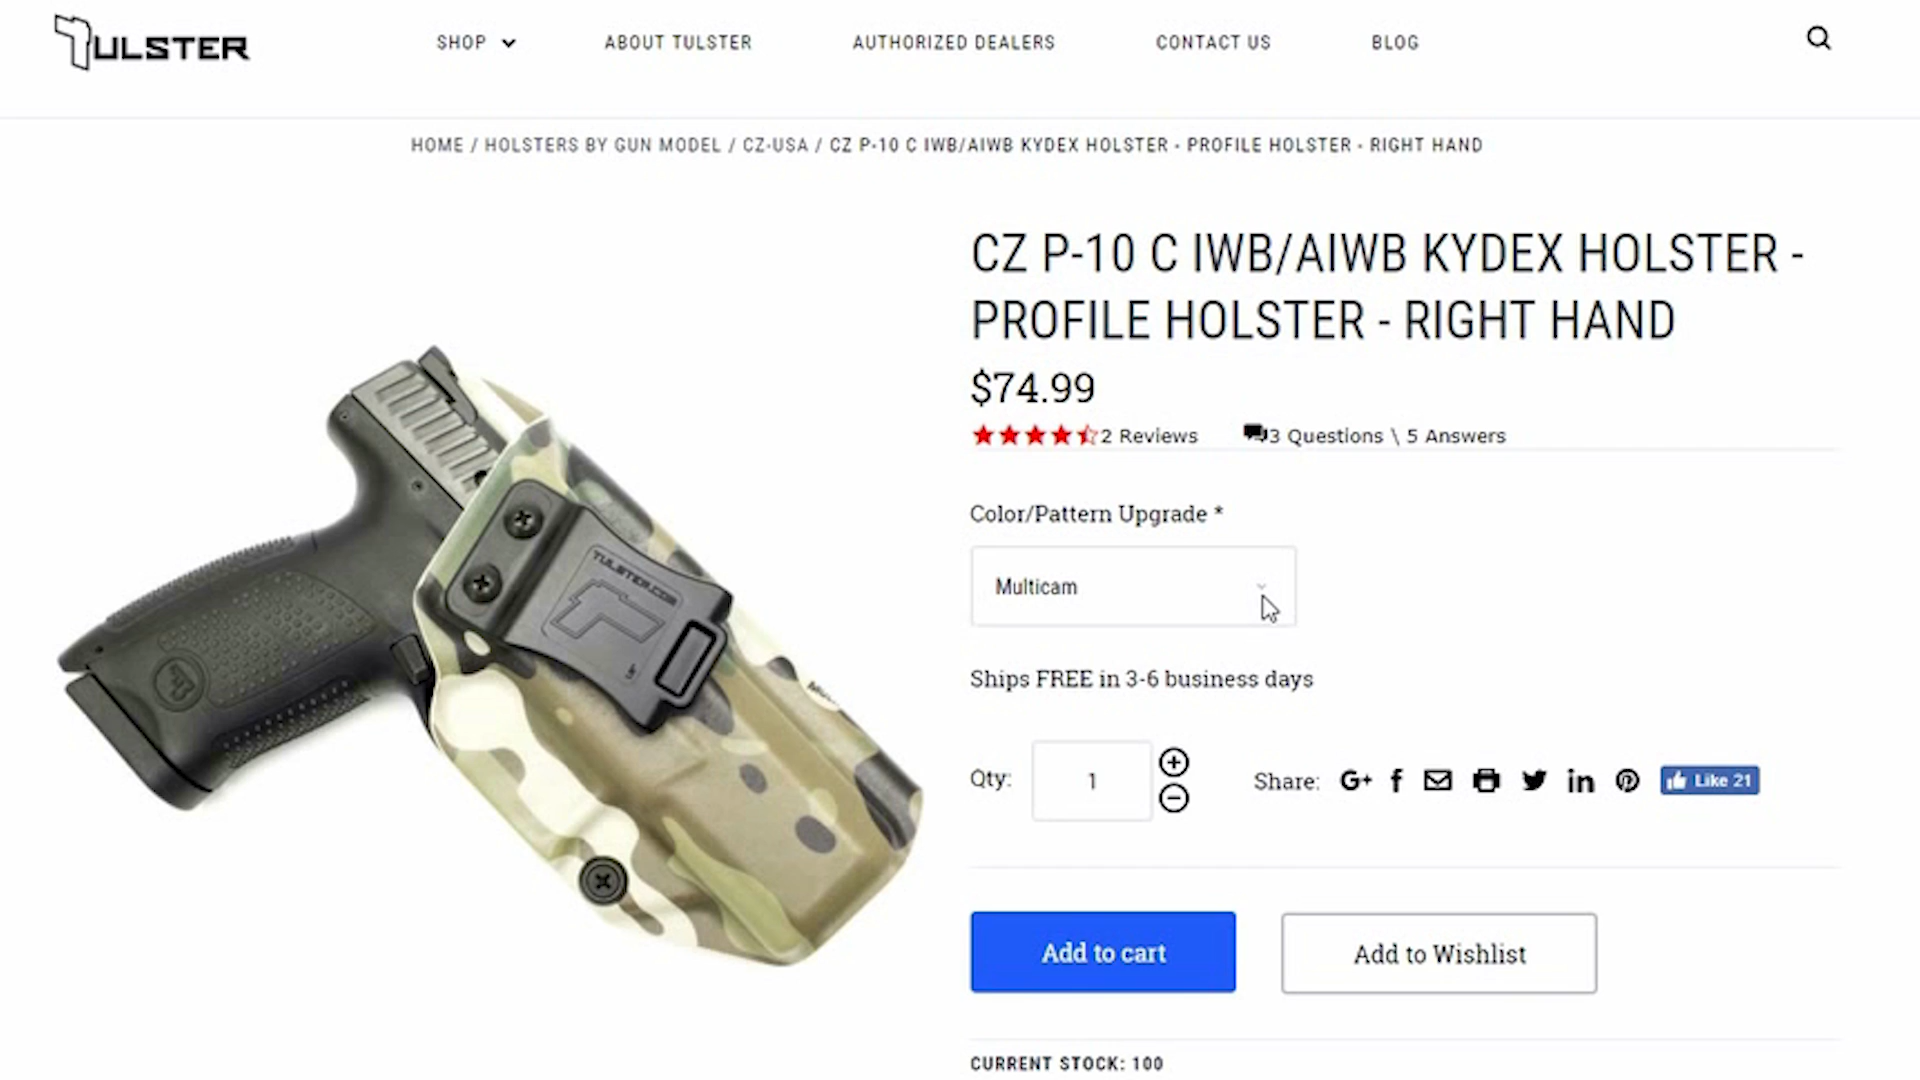 TULSTER
SHOP
ABOUT TULSTER
AUTHORIZED DEALERS
CONTACT US
BLOG
HOME / HOLSTERS BY GUN MODEL / CZ-USA / CZ P-10 C IWB/AIWB KYDEX HOLSTER - PROFILE HOLSTER - RIGHT HAND
CZ P-10 C IWB/AIWB KYDEX HOLSTER -
PROFILE HOLSTER - RIGHT HAND
$74.99
2 Reviews
3 Questions \ 5 Answers
Color/Pattern Upgrade *
Multicam
Ships FREE in 3-6 business days
Qty:
1
Share:
G+
f
in
Like 21
Add to cart
Add to Wishlist
CURRENT STOCK: 100
TULSTER.COM